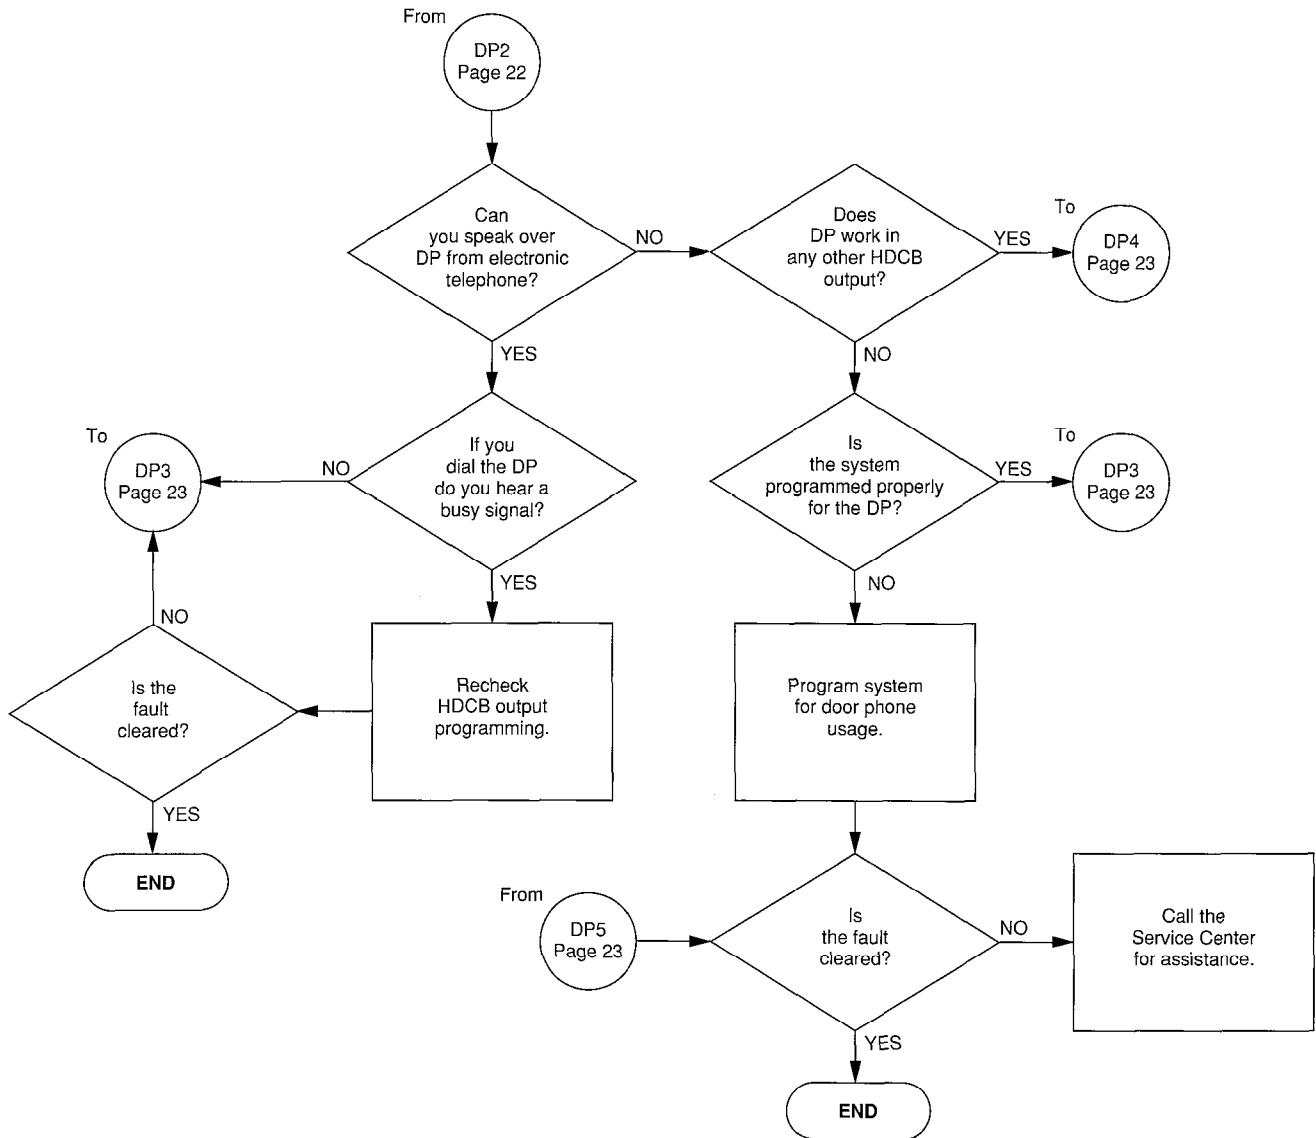 From
DP2
Page 22
Can
you speak over
DP from electronic
telephone?
NO
YES
Does
DP work in
any other HDCB
output?
YES
To
DP4
Page 23
NO
To
DP3
Page 23
NO
If you
dial the DP
do you hear a
busy signal?
YES
Is
the system
programmed properly
for the DP?
YES
To
DP3
Page 23
NO
NO
Is the
fault
cleared?
YES
Recheck
HDCB output
programming.
Program system
for door phone
usage.
END
From
DP5
Page 23
Is
the fault
cleared?
NO
Call the
Service Center
for assistance.
YES
END